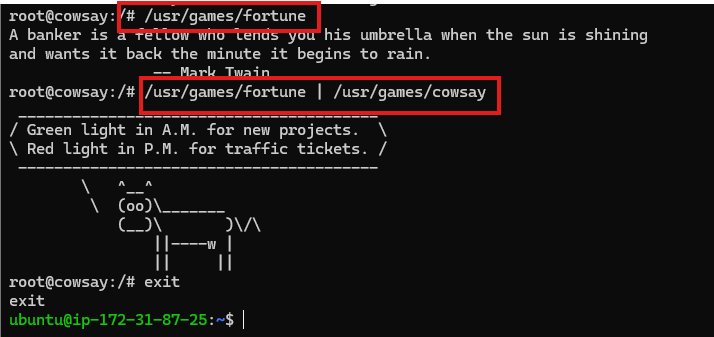 root@cowsay:/# /usr/games/fortune
A banker is a fellow who lends you his umbrella when the sun is shining
and wants it back the minute it begins to rain.
                -- Mark Twain
root@cowsay:/# /usr/games/fortune | /usr/games/cowsay
 ________________________________________
/ Green light in A.M. for new projects.  \
\ Red light in P.M. for traffic tickets. /
 ----------------------------------------
        \   ^__^
         \  (oo)\_______
            (__)\       )\/\
                ||----w |
                ||     ||
root@cowsay:/# exit
exit
ubuntu@ip-172-31-87-25:~$